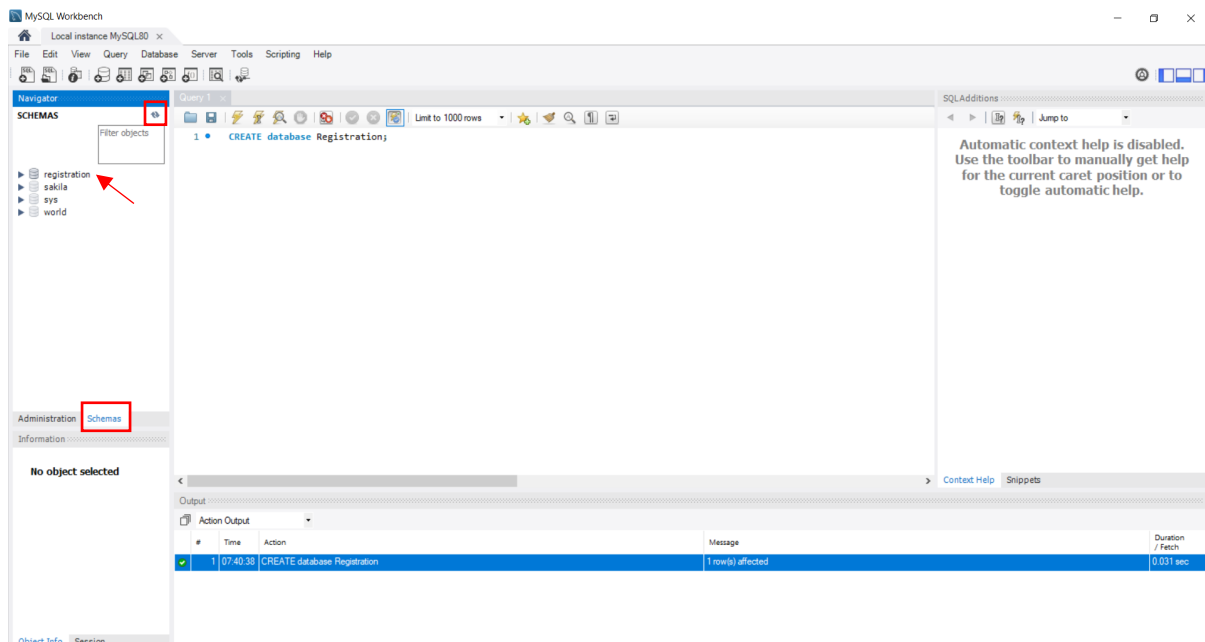 MySQL Workbench
Local instance MySQL80 ×
File Edit View Query Database Server Tools Scripting Help
Navigator
SCHEMAS
Filter objects
registration
sakila
sys
world
Administration Schemas
Information
No object selected
Object Info Session
Query 1 ×
Limit to 1000 rows
1 CREATE database Registration;
Output
Action Output
# Time Action Message Duration / Fetch
1 07:40:38 CREATE database Registration 1 row(s) affected 0.031 sec
SQLAdditions
Jump to
Automatic context help is disabled.
Use the toolbar to manually get help
for the current caret position or to
toggle automatic help.
Context Help Snippets